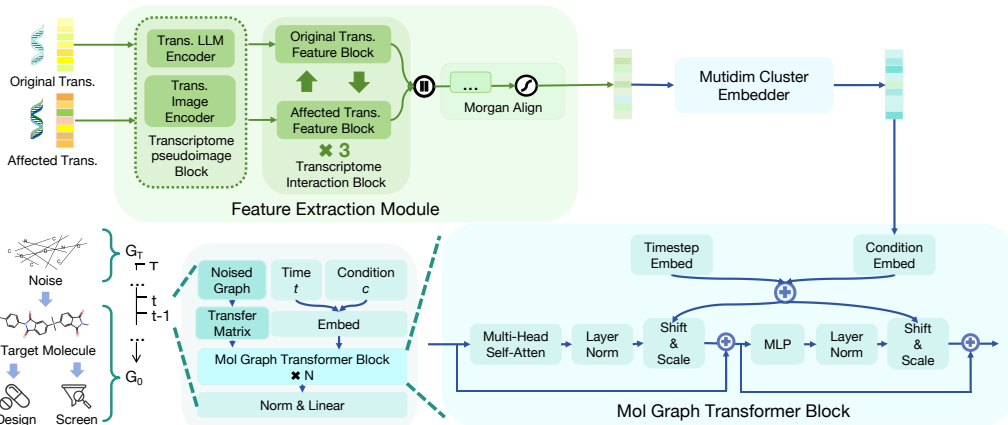 Original Trans.
Affected Trans.
Trans. LLM
Encoder
Trans.
Image
Encoder
Transcriptome
pseudoimage
Block
Original Trans.
Feature Block
Affected Trans.
Feature Block
× 3
Transcriptome
Interaction Block
...
Morgan Align
Feature Extraction Module
Mutidim Cluster
Embedder
Noise
Target Molecule
Design
Screen
G_T
T
...
t
t-1
...
G_0
Noised
Graph
Time
t
Condition
c
Transfer
Matrix
Embed
Mol Graph Transformer Block
× N
Norm & Linear
Timestep
Embed
Condition
Embed
Multi-Head
Self-Atten
Layer
Norm
Shift
&
Scale
MLP
Layer
Norm
Shift
&
Scale
Mol Graph Transformer Block